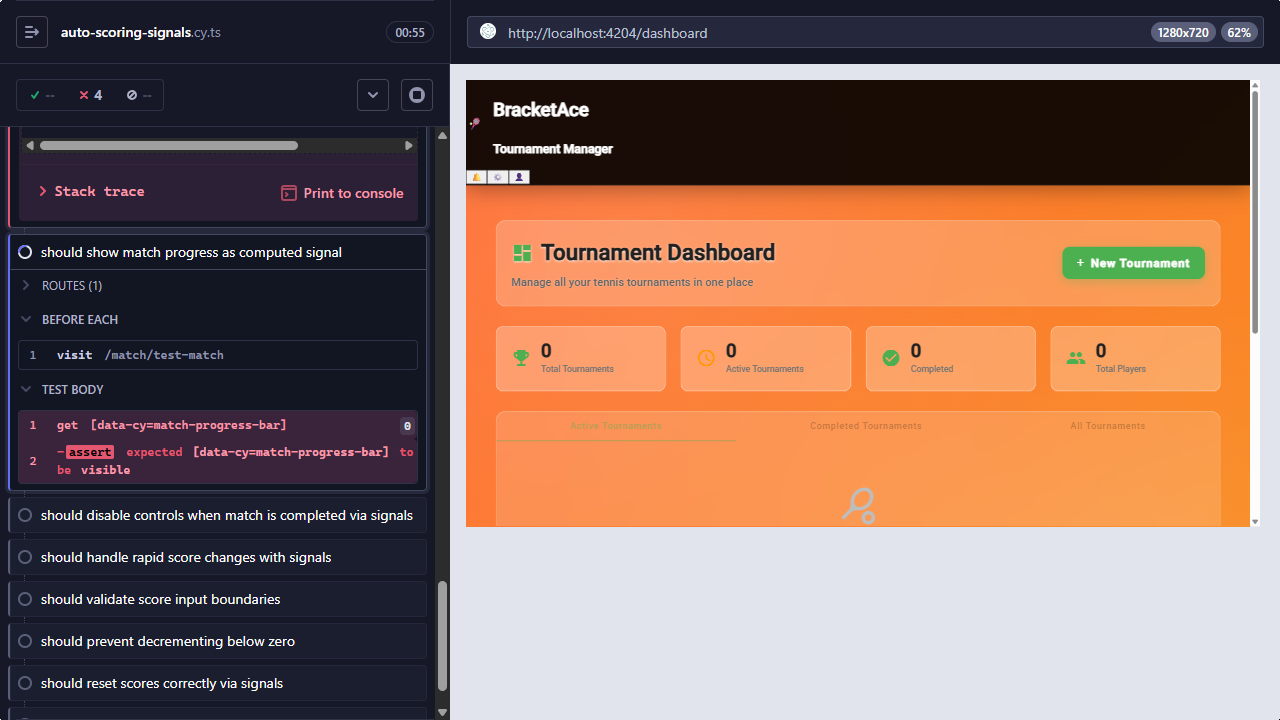 auto-scoring-signals.cy.ts
00:55
--
4
--
Stack trace
Print to console
should show match progress as computed signal
ROUTES (1)
BEFORE EACH
1 visit /match/test-match
TEST BODY
1 get [data-cy=match-progress-bar] 0
2 -assert expected [data-cy=match-progress-bar] to
be visible
should disable controls when match is completed via signals
should handle rapid score changes with signals
should validate score input boundaries
should prevent decrementing below zero
should reset scores correctly via signals
http://localhost:4204/dashboard
1280x720
62%
BracketAce
Tournament Manager
Tournament Dashboard
Manage all your tennis tournaments in one place
+ New Tournament
0
Total Tournaments
0
Active Tournaments
0
Completed
0
Total Players
Active Tournaments
Completed Tournaments
All Tournaments